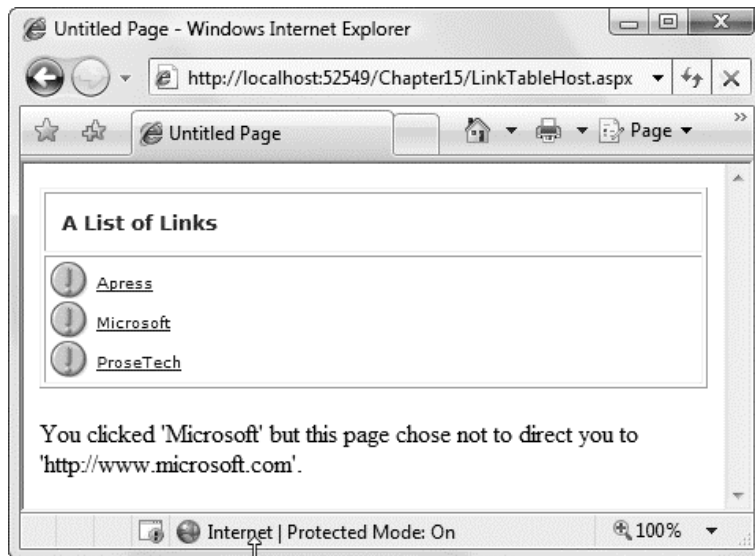 Untitled Page - Windows Internet Explorer
http://localhost:52549/Chapter15/LinkTableHost.aspx
Untitled Page
Page
A List of Links
Apress
Microsoft
ProseTech
You clicked 'Microsoft' but this page chose not to direct you to
'http://www.microsoft.com'.
Internet | Protected Mode: On
100%